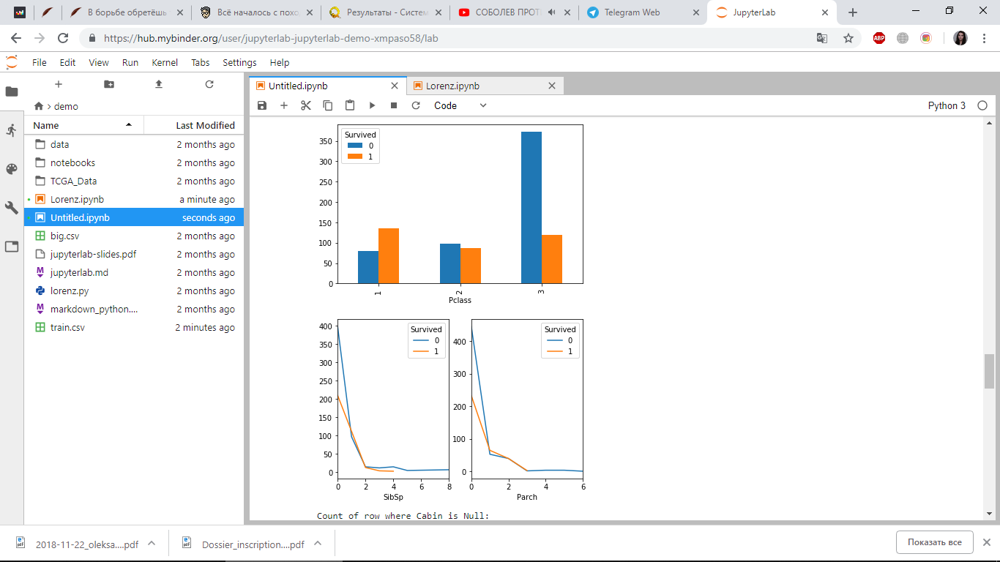 В борьбе обретёшь
Всё началось с похо
Результаты - Систем
СОБОЛЕВ ПРОТИ
Telegram Web
JupyterLab
https://hub.mybinder.org/user/jupyterlab-jupyterlab-demo-xmpaso58/lab
ABP
File Edit View Run Kernel Tabs Settings Help
Untitled.ipynb
Lorenz.ipynb
demo
Code
Python 3
Name Last Modified
data 2 months ago
notebooks 2 months ago
TCGA_Data 2 months ago
Lorenz.ipynb a minute ago
Untitled.ipynb seconds ago
big.csv 2 months ago
jupyterlab-slides.pdf 2 months ago
jupyterlab.md 2 months ago
lorenz.py 2 months ago
markdown_python.... 2 months ago
train.csv 2 minutes ago
Survived
0
1
350
300
250
200
150
100
50
0
1 2 3
Pclass
400
350
300
250
200
150
100
50
0
Survived
0
1
0 2 4 6 8
SibSp
400
300
200
100
0
Survived
0
1
0 2 4 6
Parch
Count of row where Cabin is Null:
2018-11-22_oleksa....pdf
Dossier_inscription....pdf
Показать все